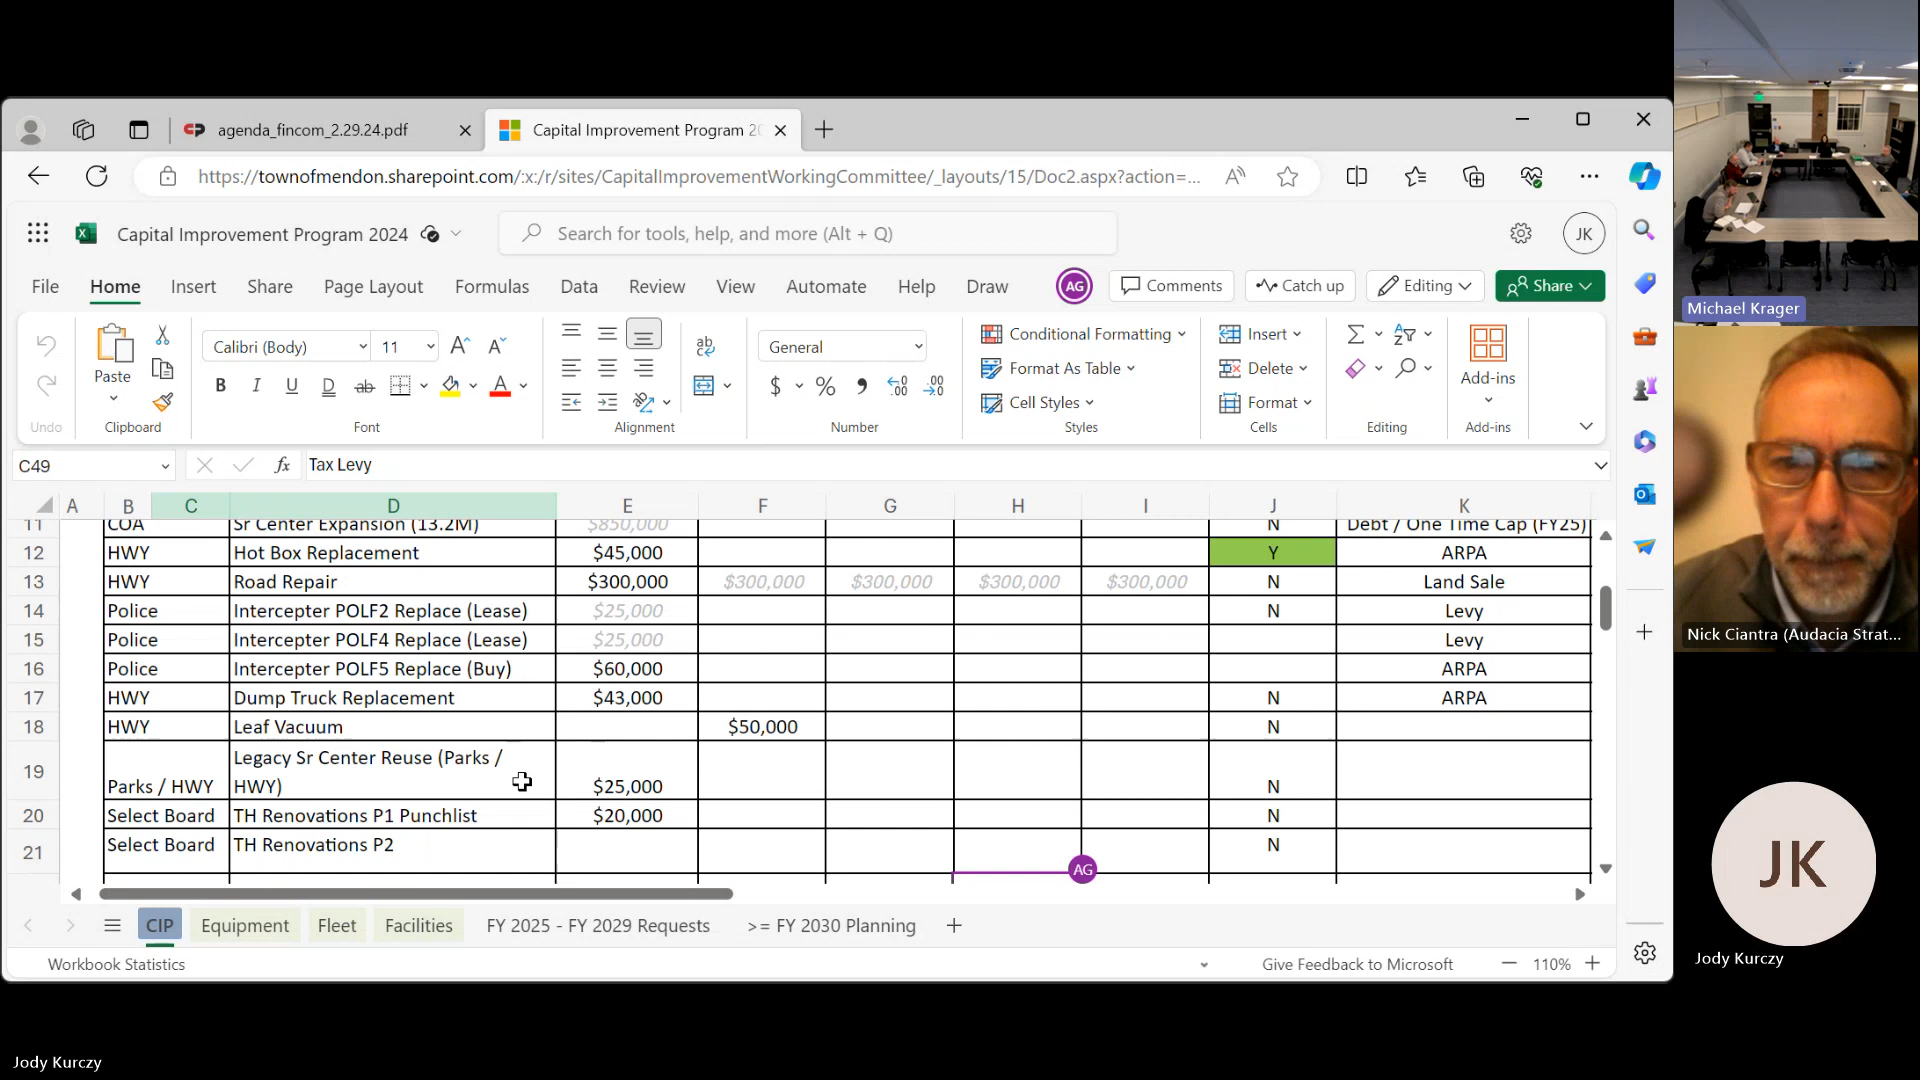 agenda_fincom_2.29.24.pdf
Capital Improvement Program 20
https://townofmendon.sharepoint.com/:x:/r/sites/CapitalImprovementWorkingCommittee/_layouts/15/Doc2.aspx?action=...
Capital Improvement Program 2024
Search for tools, help, and more (Alt + Q)
JK
File Home Insert Share Page Layout Formulas Data Review View Automate Help Draw
AG Comments Catch up Editing Share
Paste
Calibri (Body) 11
General
Conditional Formatting
Format As Table
Cell Styles
Insert
Delete
Format
Add-ins
Undo Clipboard Font Alignment Number Styles Cells Editing Add-ins
C49 fx Tax Levy
A B C D E F G H I J K
11 COA Sr Center Expansion (13.2M) $850,000 N Debt / One Time Cap (FY25)
12 HWY Hot Box Replacement $45,000 Y ARPA
13 HWY Road Repair $300,000 $300,000 $300,000 $300,000 $300,000 N Land Sale
14 Police Intercepter POLF2 Replace (Lease) $25,000 N Levy
15 Police Intercepter POLF4 Replace (Lease) $25,000 Levy
16 Police Intercepter POLF5 Replace (Buy) $60,000 ARPA
17 HWY Dump Truck Replacement $43,000 N ARPA
18 HWY Leaf Vacuum $50,000 N
19 Parks / HWY Legacy Sr Center Reuse (Parks /
HWY) $25,000 N
20 Select Board TH Renovations P1 Punchlist $20,000 N
21 Select Board TH Renovations P2 N
AG
CIP Equipment Fleet Facilities FY 2025 - FY 2029 Requests >= FY 2030 Planning
Workbook Statistics Give Feedback to Microsoft 110%
Michael Krager
Nick Ciantra (Audacia Strat...
JK
Jody Kurczy
Jody Kurczy